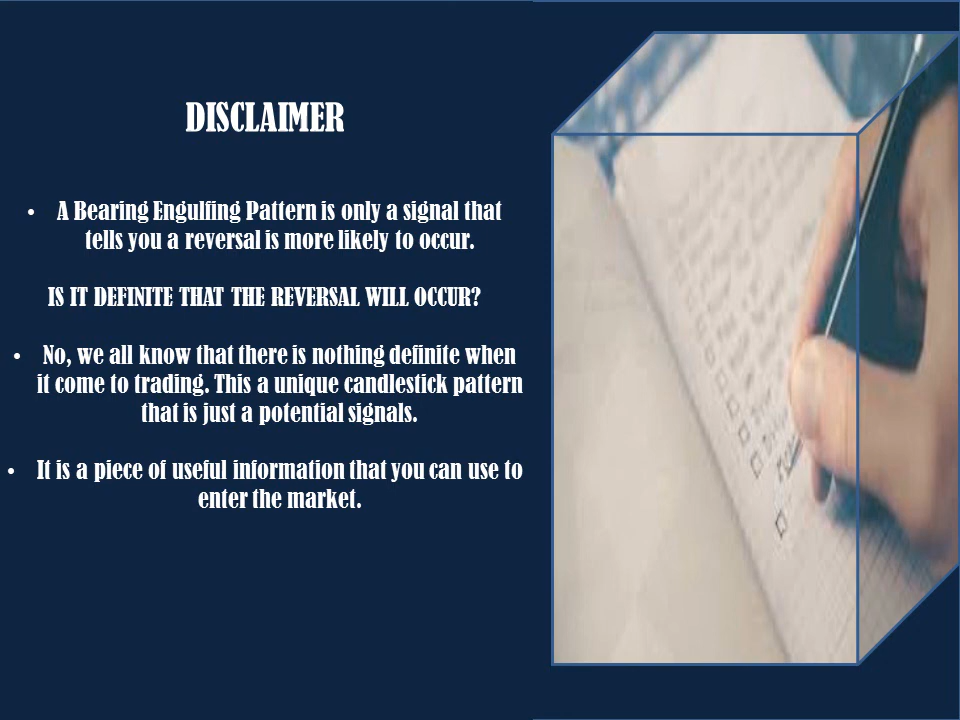 DISCLAIMER
• A Bearing Engulfing Pattern is only a signal that
tells you a reversal is more likely to occur.
IS IT DEFINITE THAT THE REVERSAL WILL OCCUR?
• No, we all know that there is nothing definite when
it come to trading. This a unique candlestick pattern
that is just a potential signals.
• It is a piece of useful information that you can use to
enter the market.